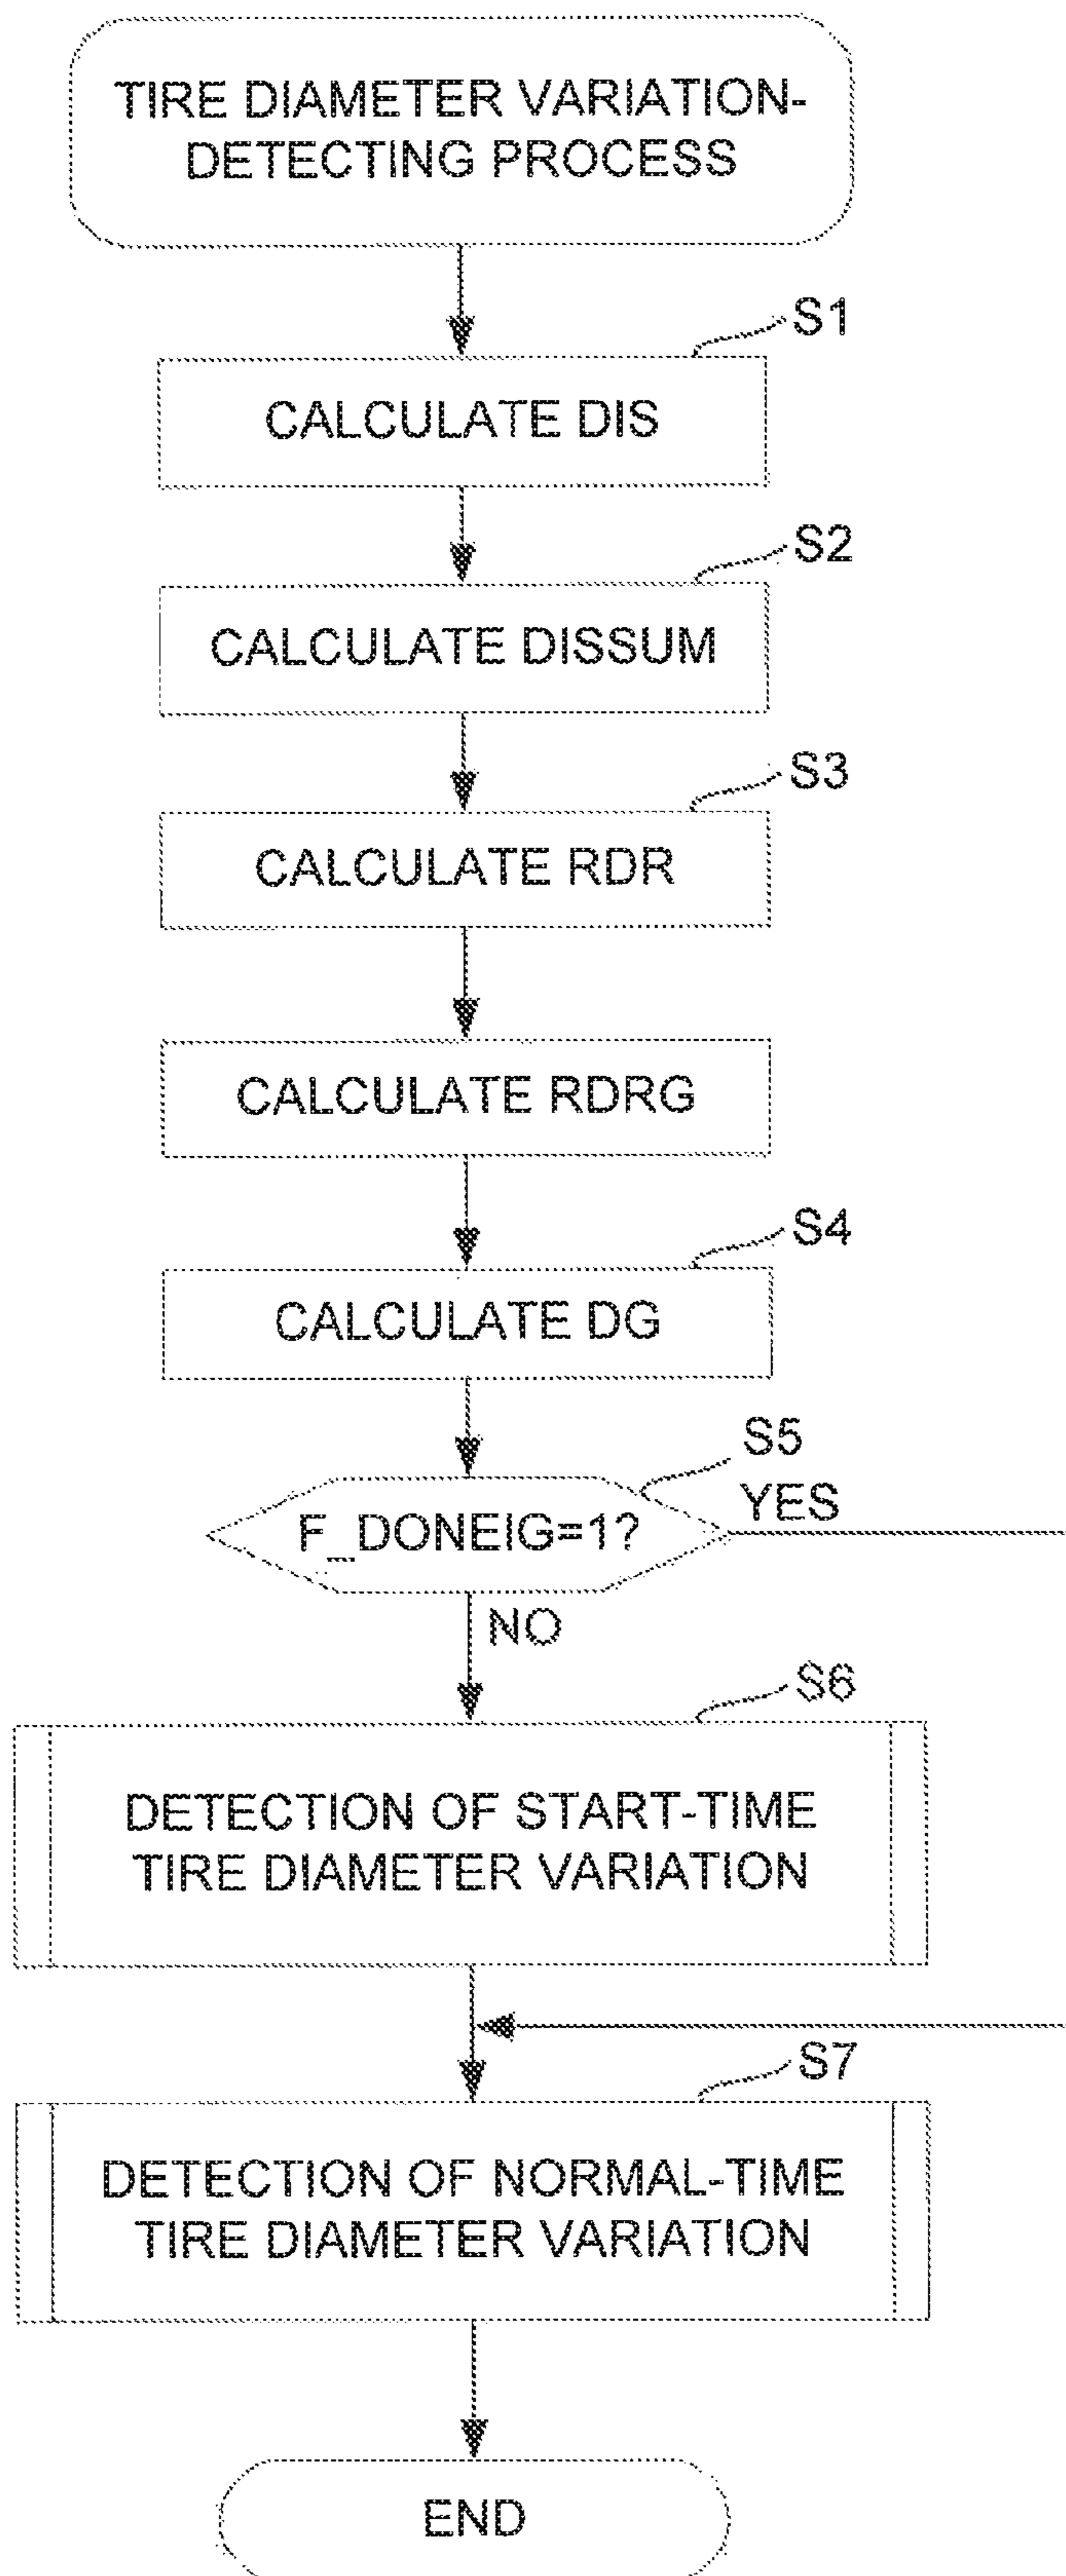 TIRE DIAMETER VARIATION-
DETECTING PROCESS
S1
CALCULATE DIS
S2
CALCULATE DISSUM
S3
CALCULATE RDR
CALCULATE RDRG
S4
CALCULATE DG
S5
YES
F_DONEIG=1?
NO
S6
DETECTION OF START-TIME
TIRE DIAMETER VARIATION
S7
DETECTION OF NORMAL-TIME
TIRE DIAMETER VARIATION
END